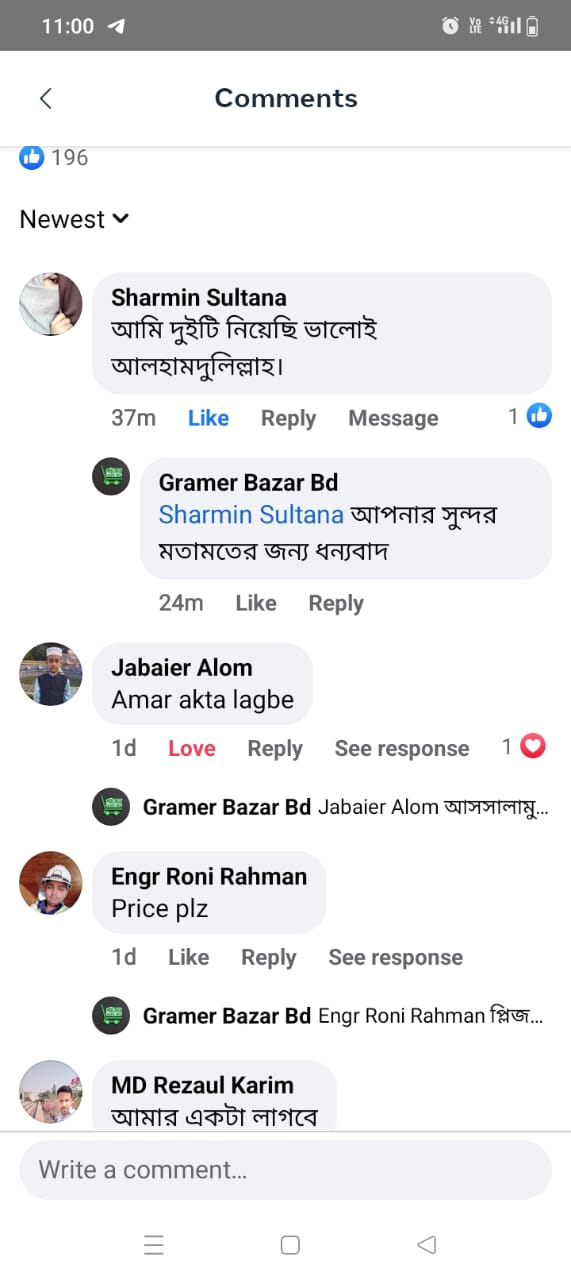 11:00
Vo
LTE
4G
Comments
196
Newest
Sharmin Sultana
আমি দুইটি নিয়েছি ভালোই
আলহামদুলিল্লাহ।
37m Like Reply Message 1
Gramer Bazar Bd
Sharmin Sultana আপনার সুন্দর
মতামতের জন্য ধন্যবাদ
24m Like Reply
Jabaier Alom
Amar akta lagbe
1d Love Reply See response 1
Gramer Bazar Bd Jabaier Alom আসসালামু...
Engr Roni Rahman
Price plz
1d Like Reply See response
Gramer Bazar Bd Engr Roni Rahman প্লিজ...
MD Rezaul Karim
আমার একটা লাগবে
Write a comment...